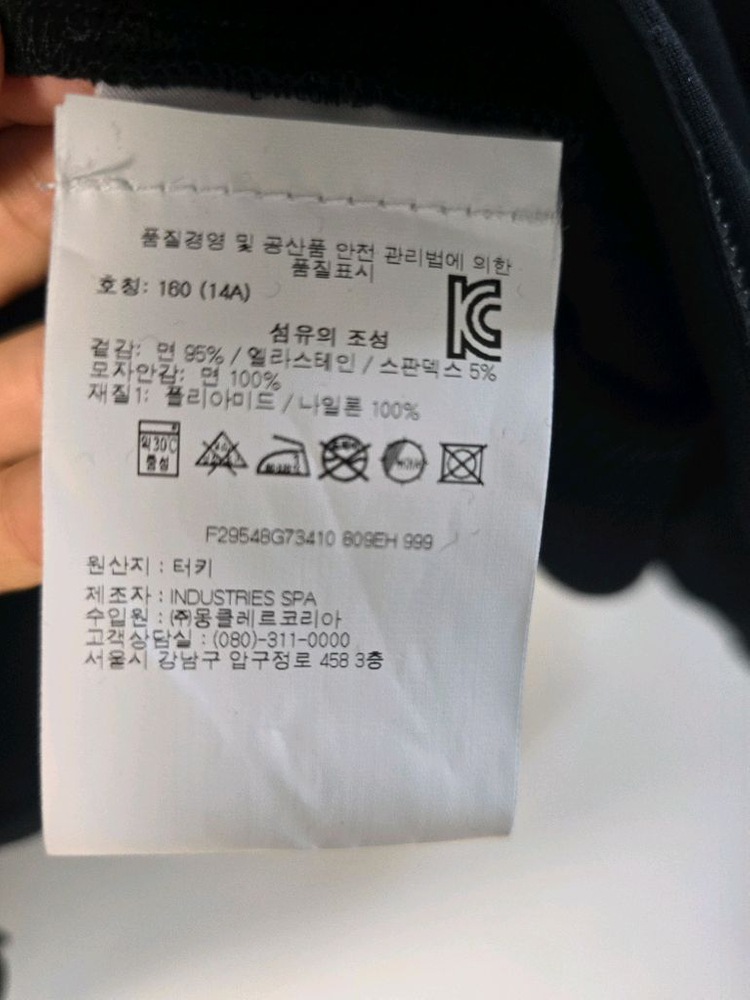 품질경영 및 공산품 안전 관리법에 의한
품질표시
호칭: 160 (14A)
섬유의 조성
겉감: 면 95% / 엘라스테인 / 스판덱스 5%
모자안감: 면 100%
재질1: 폴리아미드 / 나일론 100%
약30℃
중성
F29548G73410 809EH 999
원산지 : 터키
제조자 : INDUSTRIES SPA
수입원 : ㈜몽클레르코리아
고객상담실 : (080)-311-0000
서울시 강남구 압구정로 458 3층